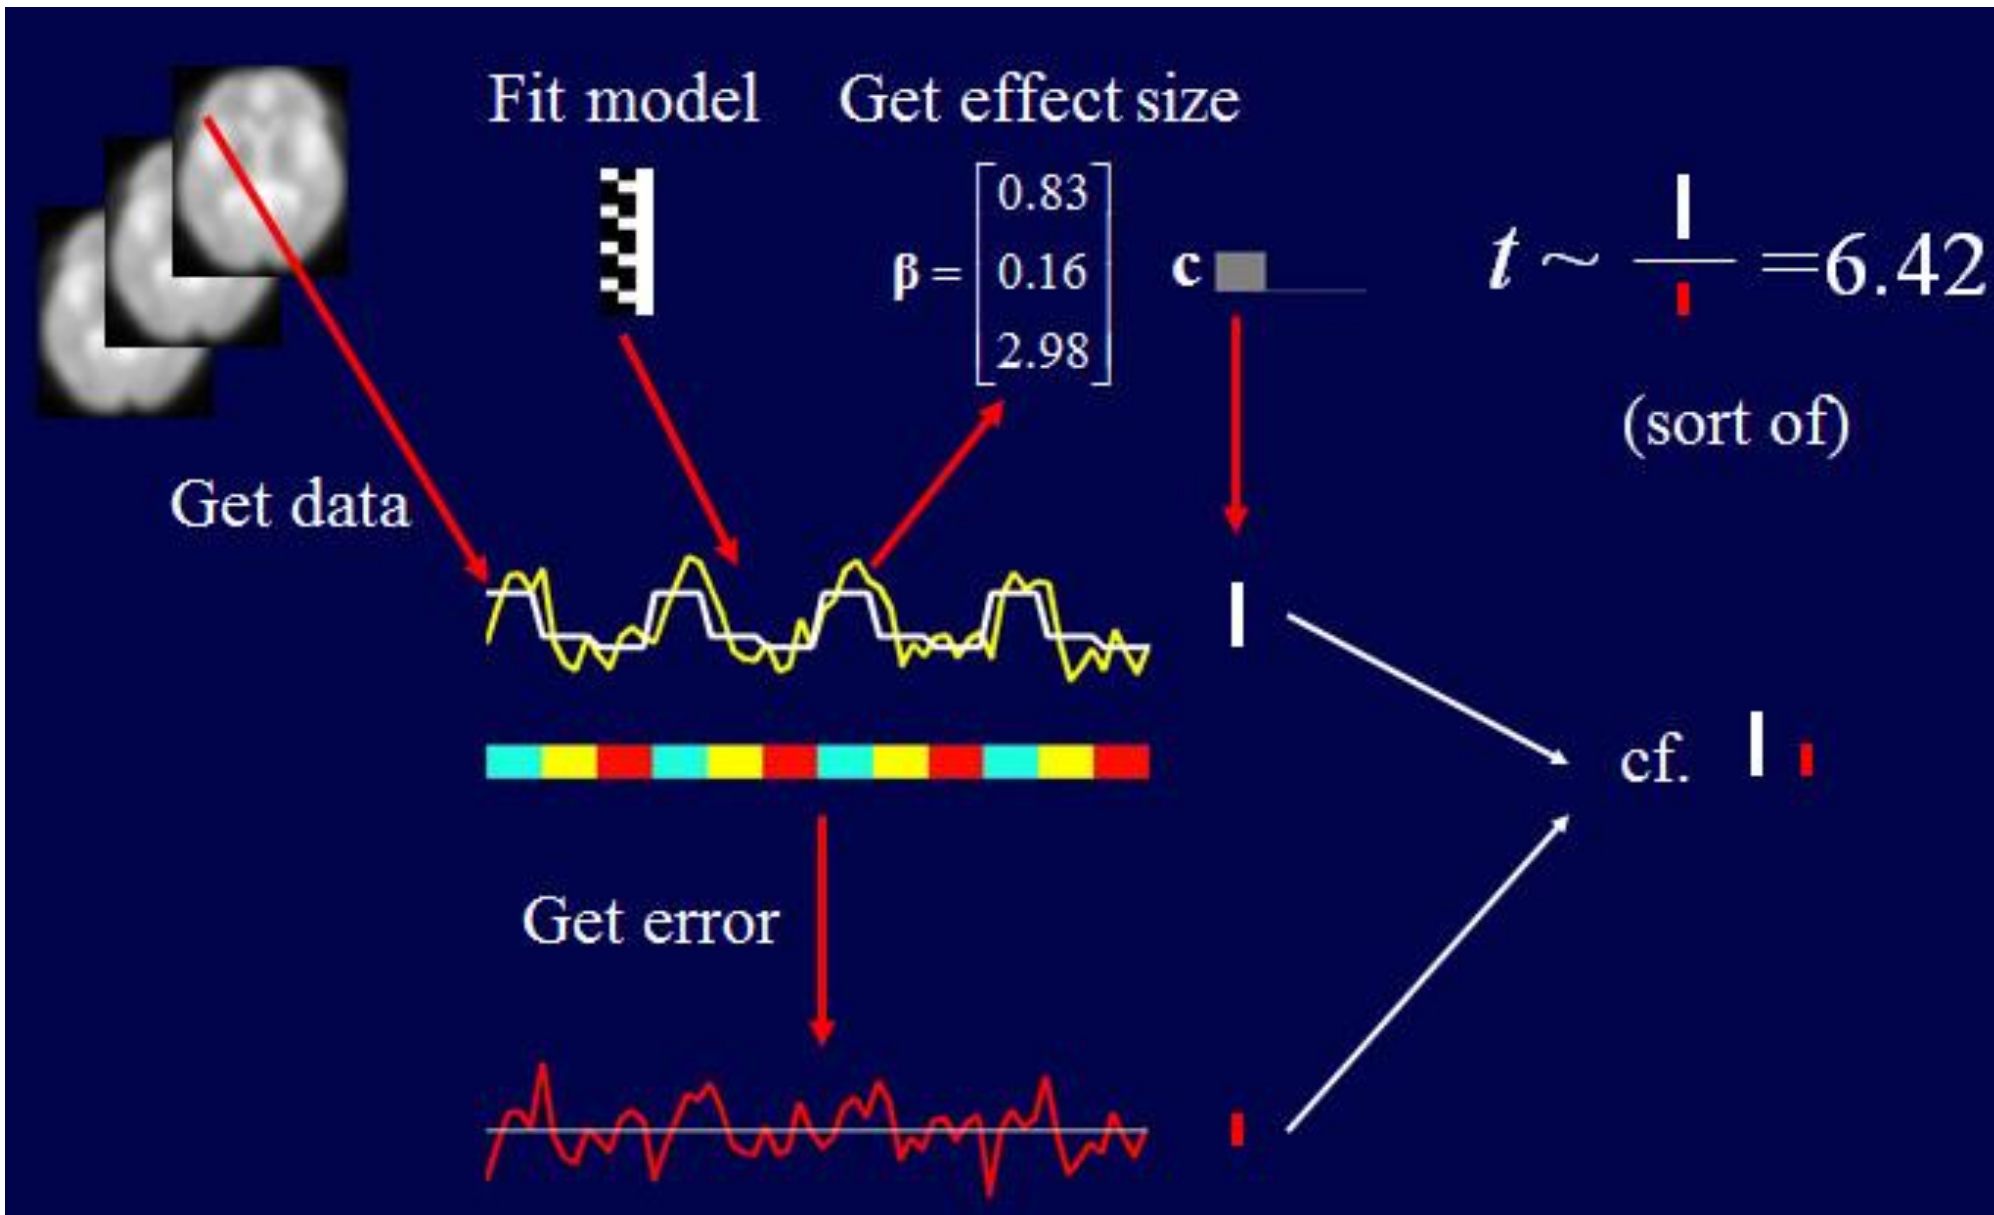 Fit model
Get effect size
β = [0.83
0.16
2.98]
c
t ~ =6.42
(sort of)
Get data
cf.
Get error